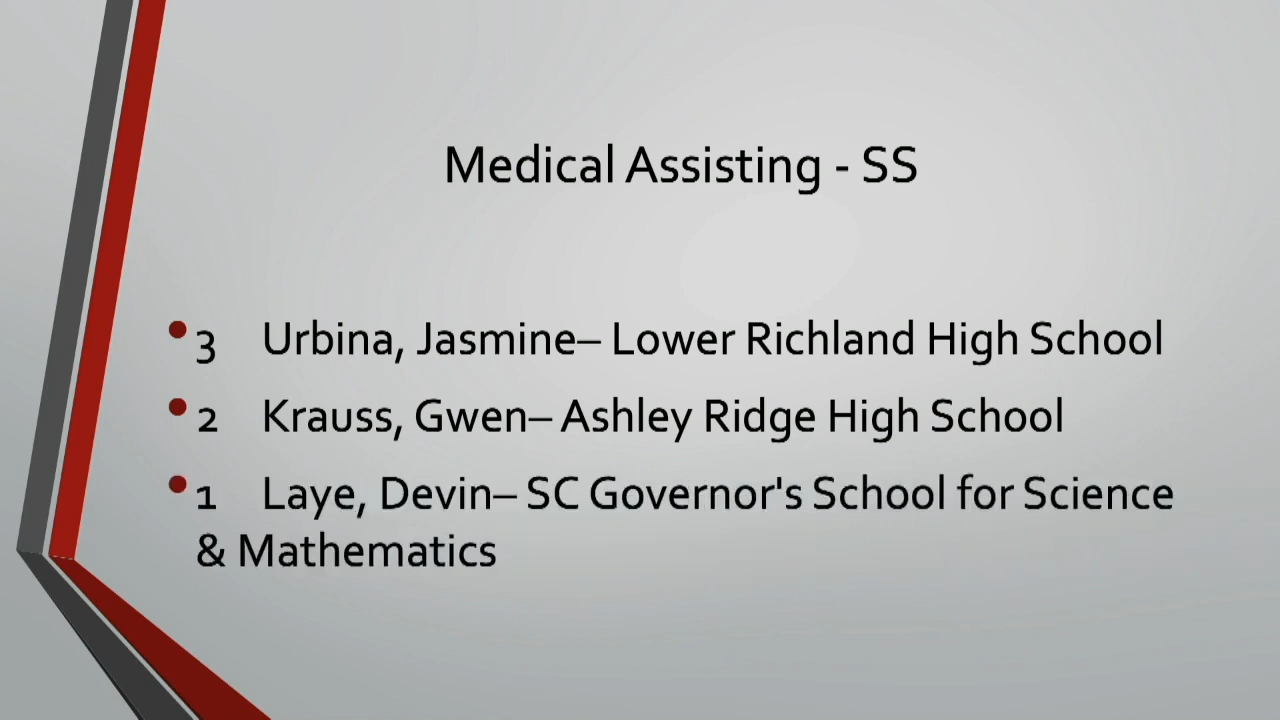 Medical Assisting - SS
• 3 Urbina, Jasmine– Lower Richland High School
• 2 Krauss, Gwen– Ashley Ridge High School
• 1 Laye, Devin– SC Governor's School for Science
& Mathematics